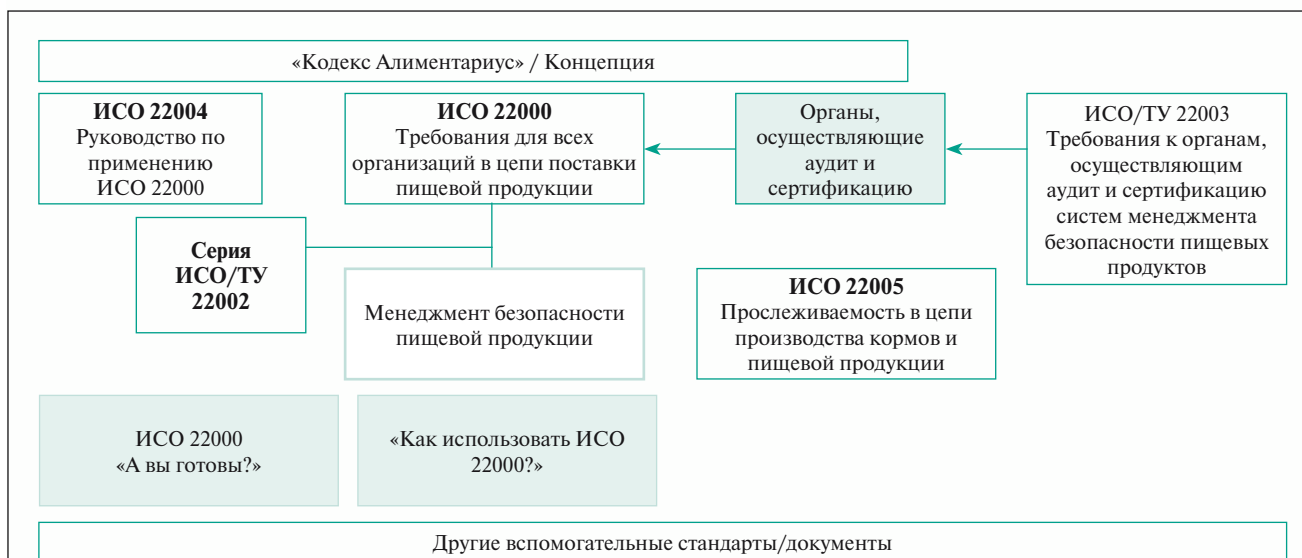 «Кодекс Алиментариус» / Концепция
ИСО 22004
Руководство по
применению
ИСО 22000
ИСО 22000
Требования для всех
организаций в цепи поставки
пищевой продукции
Органы,
осуществляющие
аудит и
сертификацию
ИСО/ТУ 22003
Требования к органам,
осуществляющим
аудит и сертификацию
систем менеджмента
безопасности пищевых
продуктов
Серия
ИСО/ТУ
22002
Менеджмент безопасности
пищевой продукции
ИСО 22005
Прослеживаемость в цепи
производства кормов и
пищевой продукции
ИСО 22000
«А вы готовы?»
«Как использовать ИСО
22000?»
Другие вспомогательные стандарты/документы